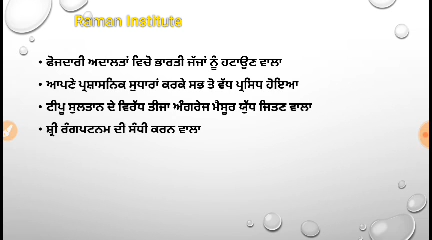 Raman Institute
• ਫੋਜਦਾਰੀ ਅਦਾਲਤਾਂ ਵਿਚੋ ਭਾਰਤੀ ਜੱਜਾਂ ਨੂੰ ਹਟਾਉਣ ਵਾਲਾ
• ਆਪਣੇ ਪ੍ਰਸ਼ਾਸਨਿਕ ਸੁਧਾਰਾਂ ਕਰਕੇ ਸਭ ਤੋ ਵੱਧ ਪ੍ਰਸਿਧ ਹੋਇਆ
• ਟੀਪੂ ਸੁਲਤਾਨ ਦੇ ਵਿਰੱਧ ਤੀਜਾ ਅੰਗਰੇਜ ਮੈਸੂਰ ਯੁੱਧ ਜਿਤਣ ਵਾਲਾ
• ਸ਼੍ਰੀ ਰੰਗਪਟਨਮ ਦੀ ਸੰਧੀ ਕਰਨ ਵਾਲਾ